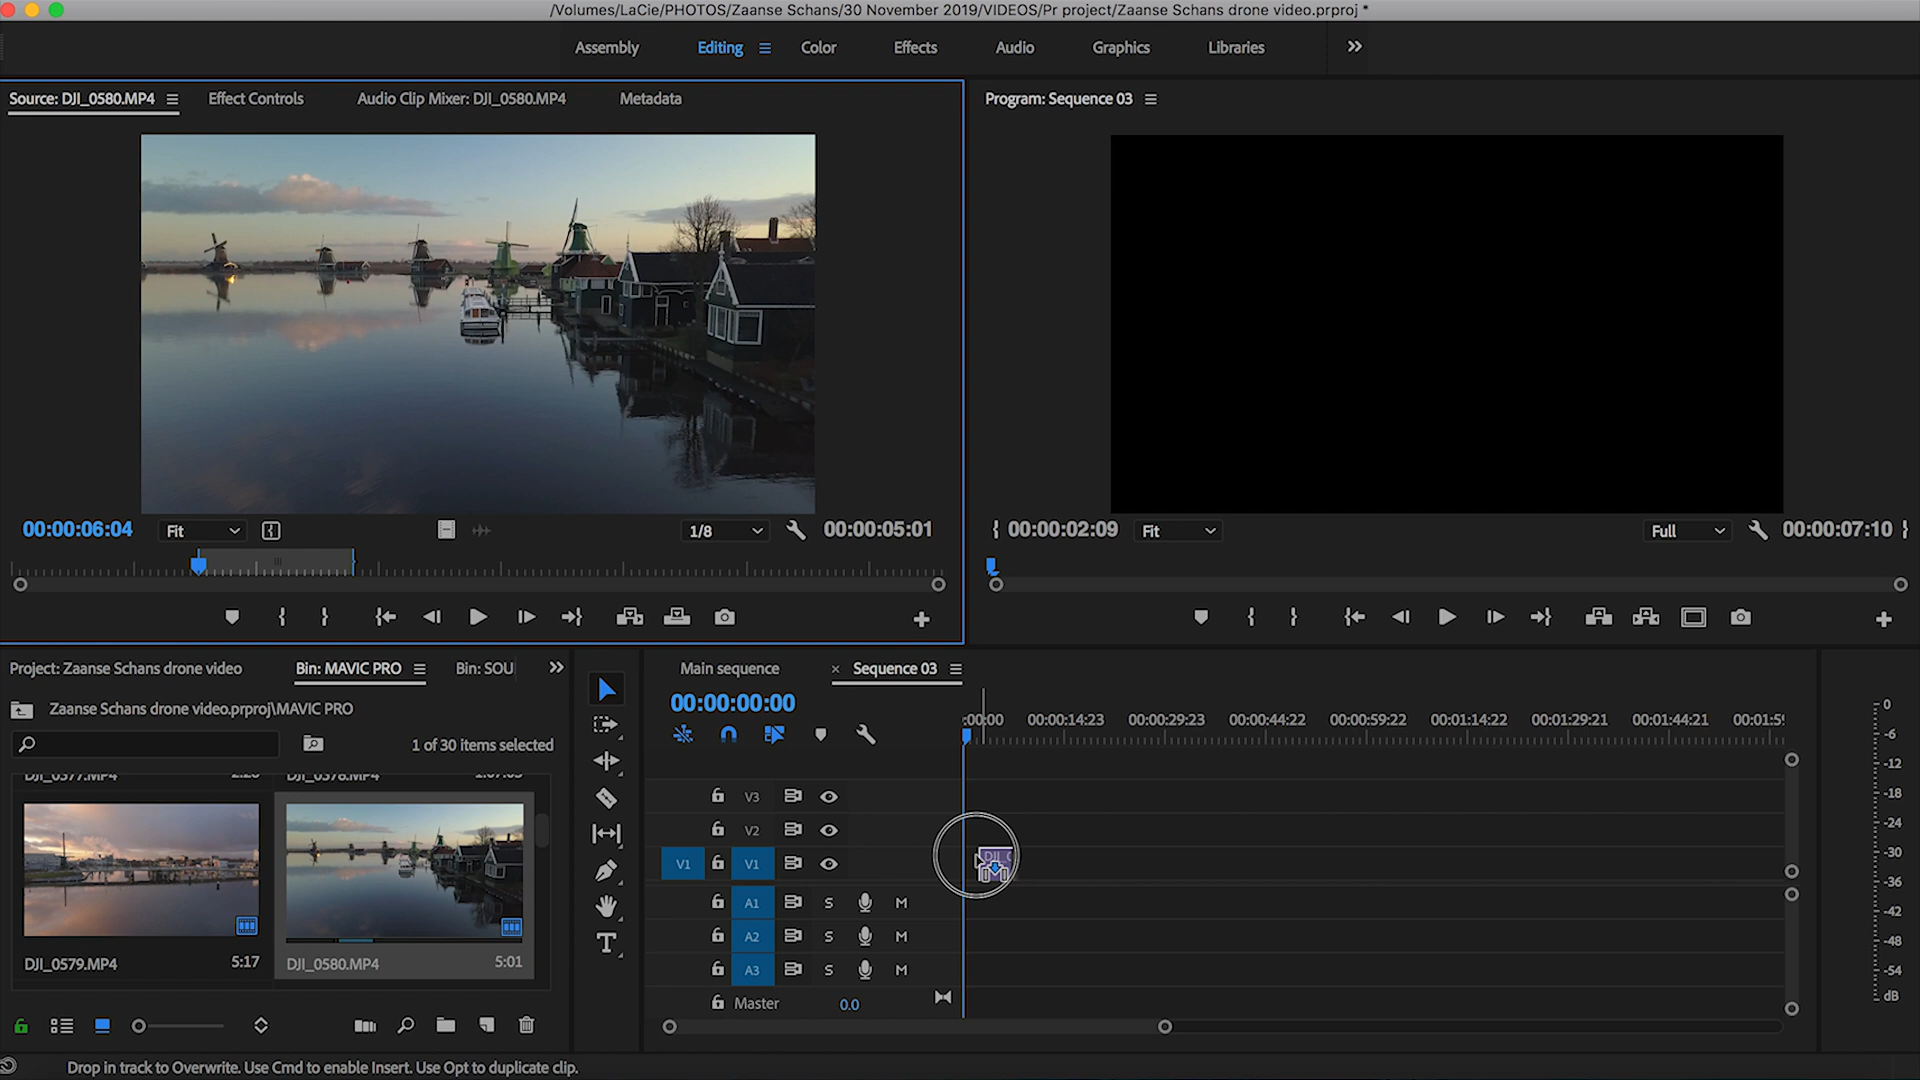 /Volumes/LaCie/PHOTOS/Zaanse Schans/30 November 2019/VIDEOS/Pr project/Zaanse Schans drone video.prproj *
Assembly Editing Color Effects Audio Graphics Libraries
Source: DJI_0580.MP4 Effect Controls Audio Clip Mixer: DJI_0580.MP4 Metadata
Program: Sequence 03
00:00:06:04 Fit 1/8 00:00:05:01
00:00:02:09 Fit Full 00:00:07:10
Project: Zaanse Schans drone video Bin: MAVIC PRO Bin: SOU
Zaanse Schans drone video.prproj\MAVIC PRO
1 of 30 items selected
DJI_0377.MP4 DJI_0378.MP4
DJI_0579.MP4 5:17 DJI_0580.MP4 5:01
Main sequence × Sequence 03
00:00:00:00
:00:00 00:00:14:23 00:00:29:23 00:00:44:22 00:00:59:22 00:01:14:22 00:01:29:21 00:01:44:21 00:01:59
V3
V2
V1 V1
A1 S M
A2 S M
A3 S M
Master 0.0
0
-6
-12
-18
-24
-30
-36
-42
-48
-54
dB
Drop in track to Overwrite. Use Cmd to enable Insert. Use Opt to duplicate clip.